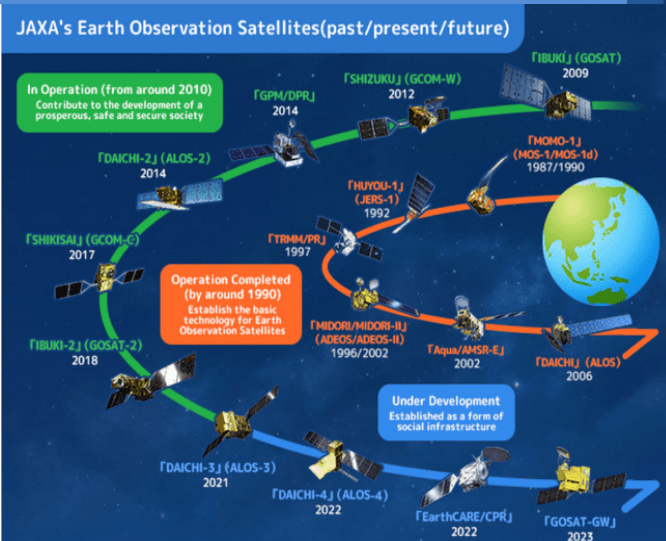 JAXA's Earth Observation Satellites(past/present/future)
In Operation (from around 2010)
Contribute to the development of a
prosperous, safe and secure society
「IBUKI」(GOSAT)
2009
「SHIZUKU」(GCOM-W)
2012
「GPM/DPR」
2014
「DAICHI-2」(ALOS-2)
2014
「SHIKISAI」(GCOM-C)
2017
「IBUKI-2」(GOSAT-2)
2018
Operation Completed
(by around 1990)
Establish the basic
technology for Earth
Observation Satellites
「MOMO-1」
(MOS-1/MOS-1d)
1987/1990
「HUYOU-1」
(JERS-1)
1992
「TRMM/PR」
1997
「MIDORI/MIDORI-II」
(ADEOS/ADEOS-II)
1996/2002
「Aqua/AMSR-E」
2002
「DAICHI」(ALOS)
2006
Under Development
Established as a form of
social infrastructure
「DAICHI-3」(ALOS-3)
2021
「DAICHI-4」(ALOS-4)
2022
「EarthCARE/CPR」
2022
「GOSAT-GW」
2023